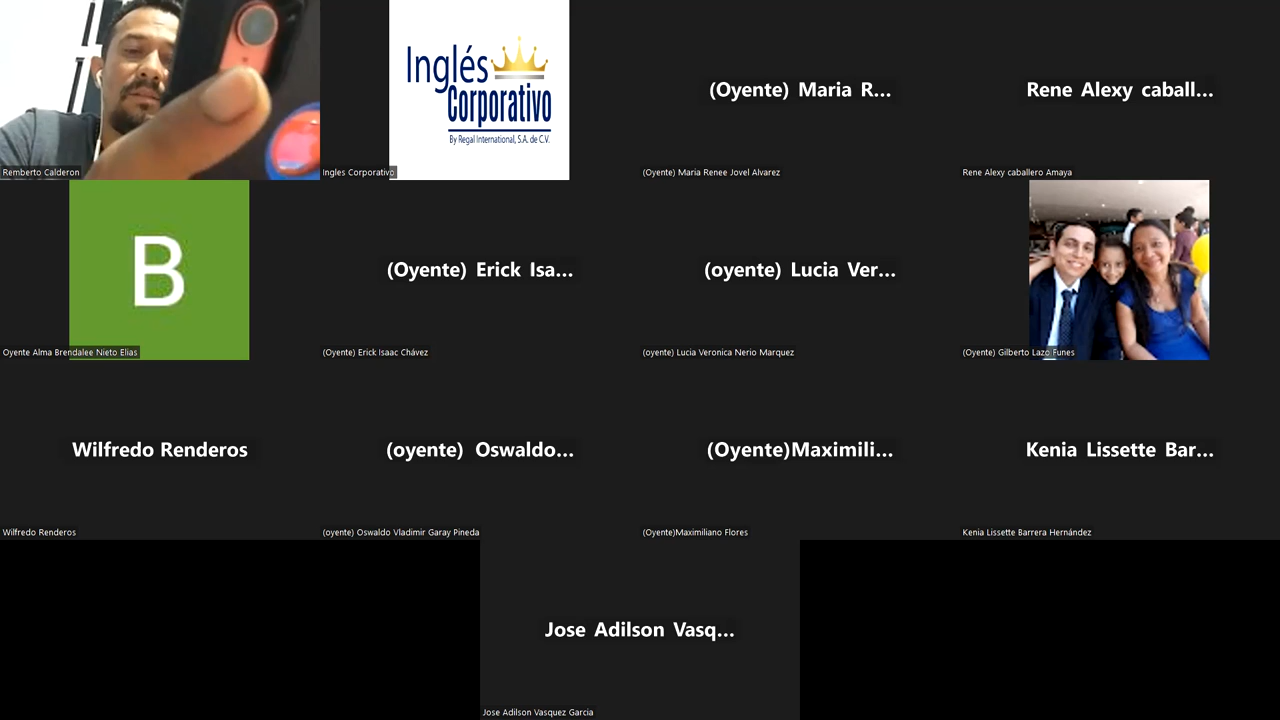 Remberto Calderon
Inglés
Corporativo
By Regal International, S.A. de C.V.
Ingles Corporativo
(Oyente) Maria R...
(Oyente) Maria Renee Jovel Alvarez
Rene Alexy caball...
Rene Alexy caballero Amaya
B
Oyente Alma Brendalee Nieto Elias
(Oyente) Erick Isa...
(Oyente) Erick Isaac Chávez
(oyente) Lucia Ver...
(oyente) Lucia Veronica Nerio Marquez
(Oyente) Gilberto Lazo Funes
Wilfredo Renderos
Wilfredo Renderos
(oyente) Oswaldo...
(oyente) Oswaldo Vladimir Garay Pineda
(Oyente)Maximili...
(Oyente)Maximiliano Flores
Kenia Lissette Bar...
Kenia Lissette Barrera Hernández
Jose Adilson Vasq...
Jose Adilson Vasquez Garcia